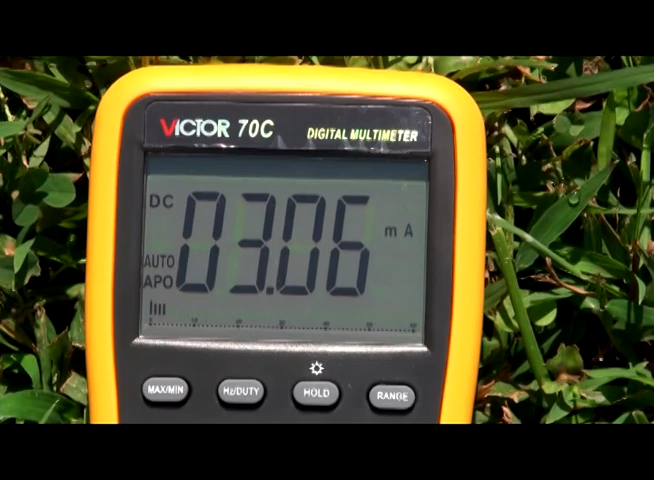 VICTOR 70C DIGITAL MULTIMETER
DC 03.06 mA
AUTO
APO
MAX/MIN Hz/DUTY HOLD RANGE